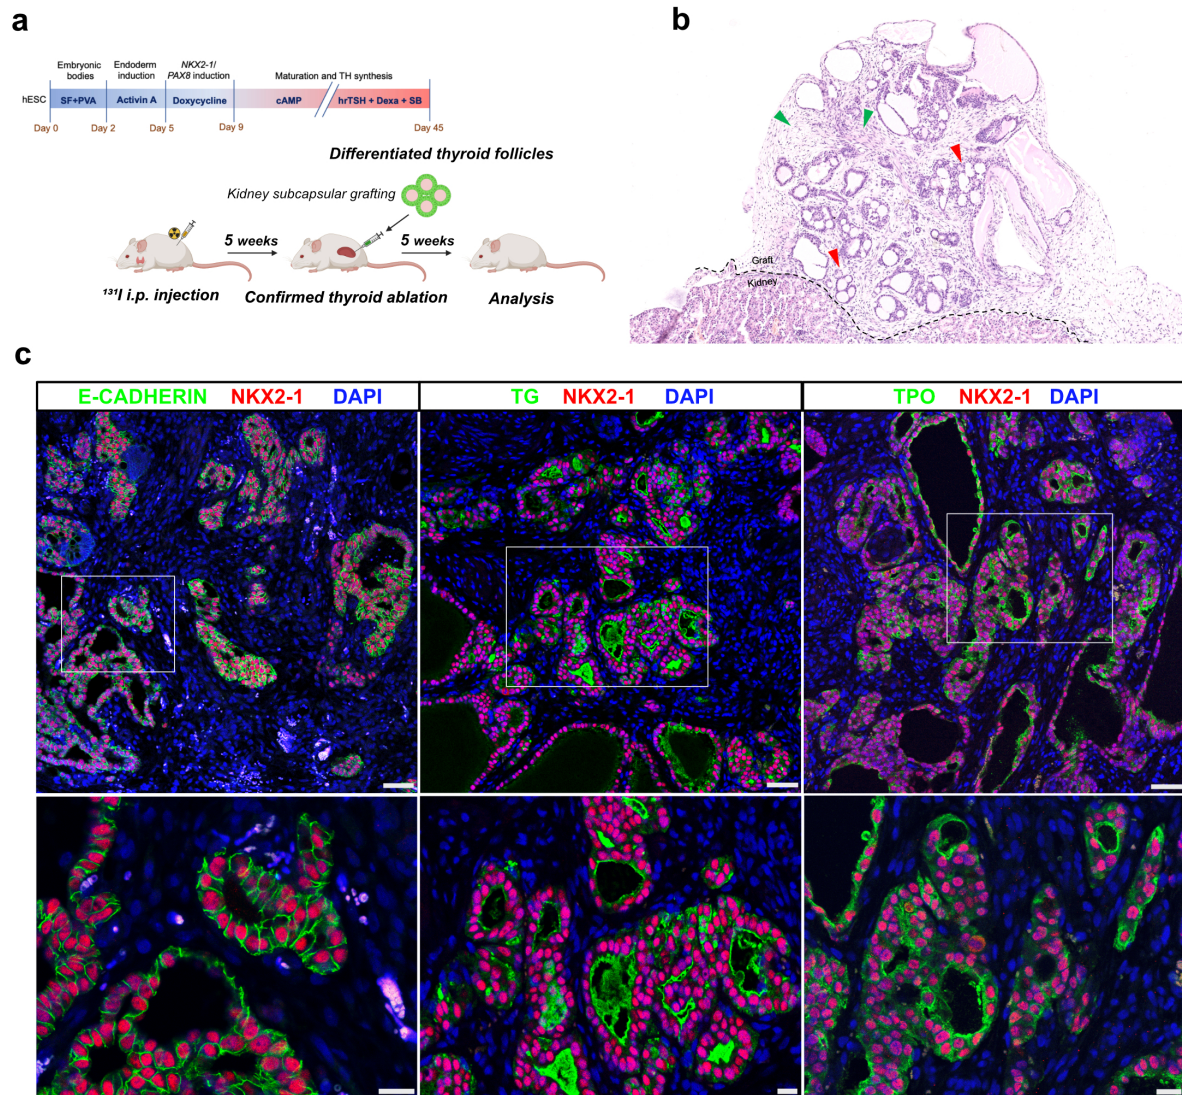 a
Embryonic bodies
Endoderm induction
NKX2-1/ PAX8 induction
Maturation and TH synthesis
hESC
SF+PVA
Activin A
Doxycycline
cAMP
hrTSH + Dexa + SB
Day 0
Day 2
Day 5
Day 9
Day 45
Differentiated thyroid follicles
Kidney subcapsular grafting
5 weeks
5 weeks
¹³¹I i.p. injection
Confirmed thyroid ablation
Analysis
b
Graft
Kidney
c
E-CADHERIN NKX2-1 DAPI
TG NKX2-1 DAPI
TPO NKX2-1 DAPI